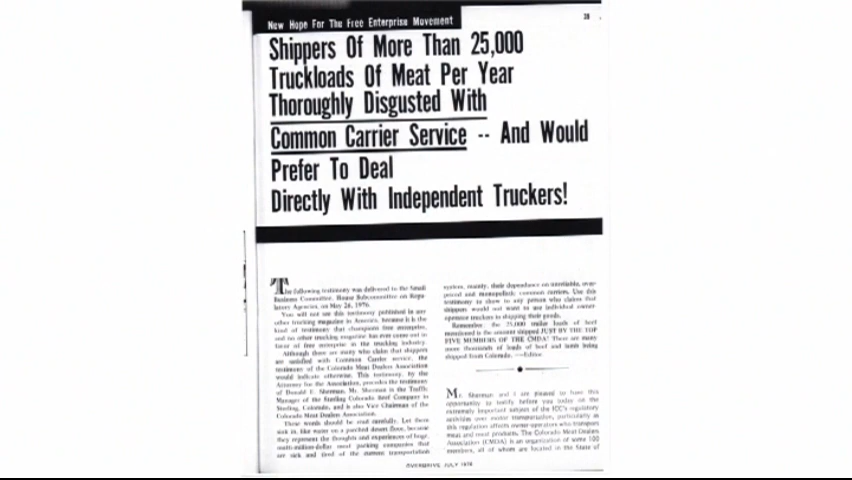 New Hope For The Free Enterprise Movement
Shippers Of More Than 25,000
Truckloads Of Meat Per Year
Thoroughly Disgusted With
Common Carrier Service -- And Would
Prefer To Deal
Directly With Independent Truckers!
The following testimony was delivered to the Small
Business Committee, House Subcommittee on Regu-
latory Agencies, on May 26, 1976.
You will not see this testimony published in any
other trucking magazine in America, because it is the
kind of testimony that champions free enterprise,
and no other trucking magazine has ever come out in
favor of free enterprise in the trucking industry.
Although there are many who claim that shippers
are satisfied with Common Carrier service, the
testimony of the Colorado Meat Dealers Association
would indicate otherwise. This testimony, by the
Attorney for the Association, precedes the testimony
of Donald E. Sherman. Mr. Sherman is the Traffic
Manager of the Sterling Colorado Beef Company in
Sterling, Colorado, and is also Vice Chairman of the
Colorado Meat Dealers Association.
These words should be read carefully. Let them
sink in, like water on a parched desert floor, because
they represent the thoughts and experiences of huge,
multi-million-dollar meat packing companies that
are sick and tired of the current transportation
system, mainly, their dependence on unreliable, over-
priced and monopolistic common carriers. Use this
testimony to show to any person who claims that
shippers would not want to use individual owner-
operator truckers in shipping their goods.
Remember: the 25,000 trailer loads of beef
mentioned is the amount shipped JUST BY THE TOP
FIVE MEMBERS OF THE CMDA! There are many
more thousands of loads of beef and lamb being
shipped from Colorado. —Editor.
Mr. Sherman and I are pleased to have this
opportunity to testify before you today on the
extremely important subject of the ICC's regulatory
activities over motor transportation, particularly as
this regulation affects owner-operators who transport
meat and meat products. The Colorado Meat Dealers
Association (CMDA) is an organization of some 100
members, all of whom are located in the State of
OVERDRIVE JULY 1976